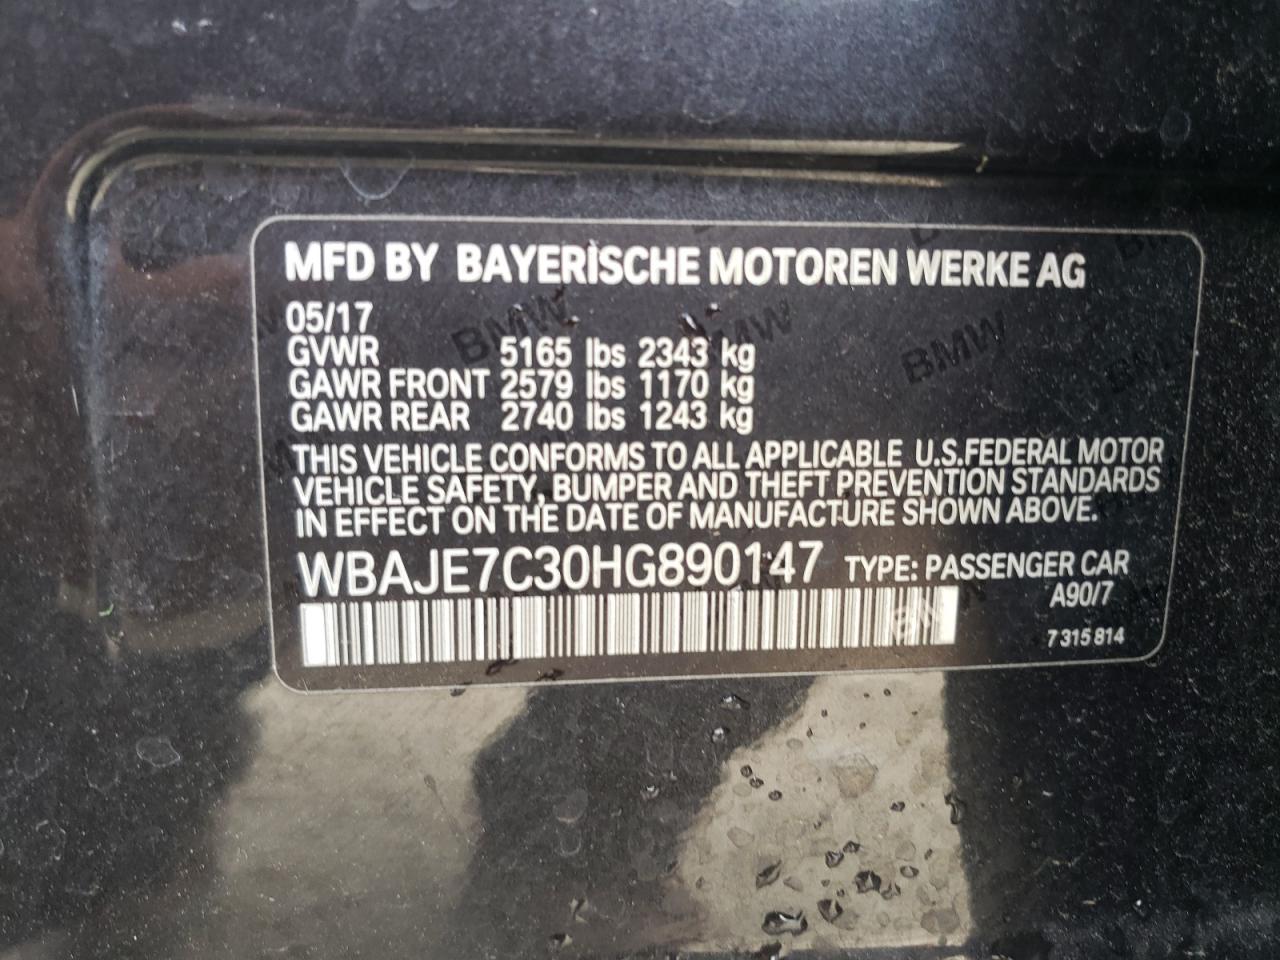 MFD BY BAYERISCHE MOTOREN WERKE AG
05/17
GVWR 5165 lbs 2343 kg
GAWR FRONT 2579 lbs 1170 kg
GAWR REAR 2740 lbs 1243 kg
THIS VEHICLE CONFORMS TO ALL APPLICABLE U.S.FEDERAL MOTOR
VEHICLE SAFETY, BUMPER AND THEFT PREVENTION STANDARDS
IN EFFECT ON THE DATE OF MANUFACTURE SHOWN ABOVE.
WBAJE7C30HG890147 TYPE: PASSENGER CAR
A90/7
7 315 814
BMW
BMW
BMW